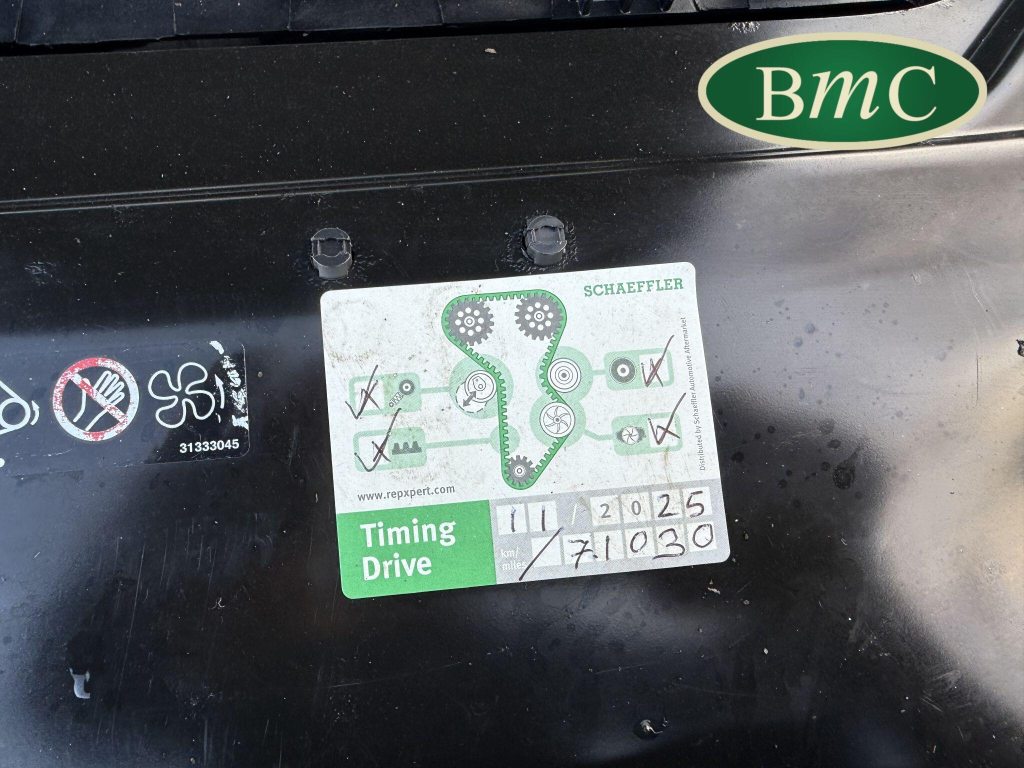 BmC
SCHAEFFLER
Distributed by Schaeffler Automotive Aftermarket
31333045
www.repxpert.com
Timing
Drive
11 / 2025
km/
miles
71030